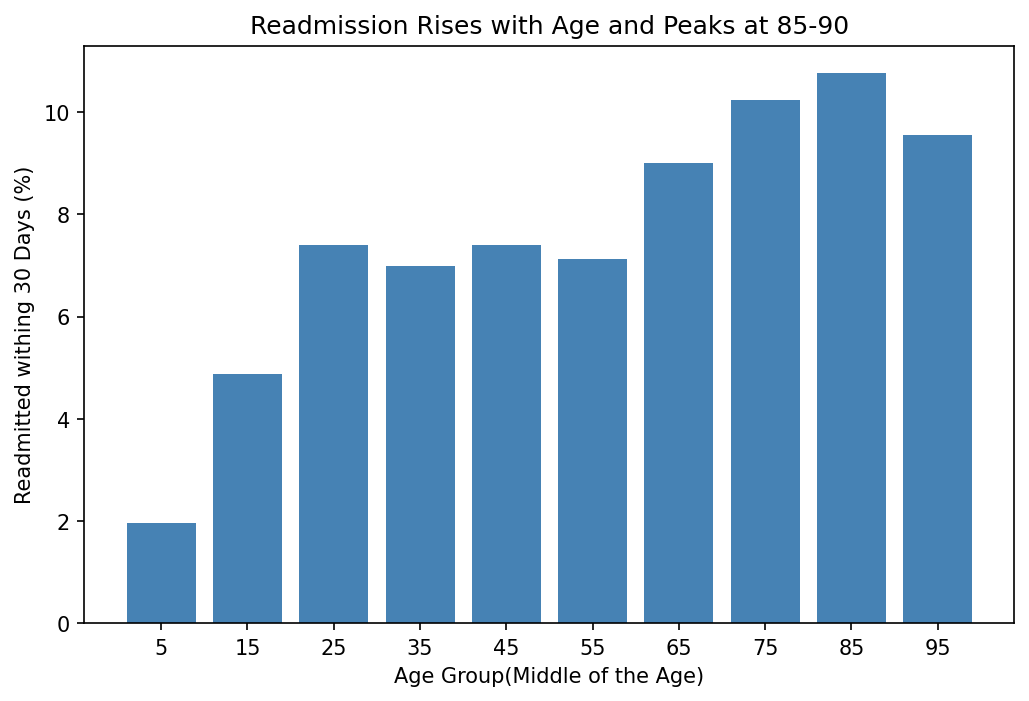 Readmission Rises with Age and Peaks at 85-90
Readmitted withing 30 Days (%)
10
8
6
4
2
0
5 15 25 35 45 55 65 75 85 95
Age Group(Middle of the Age)